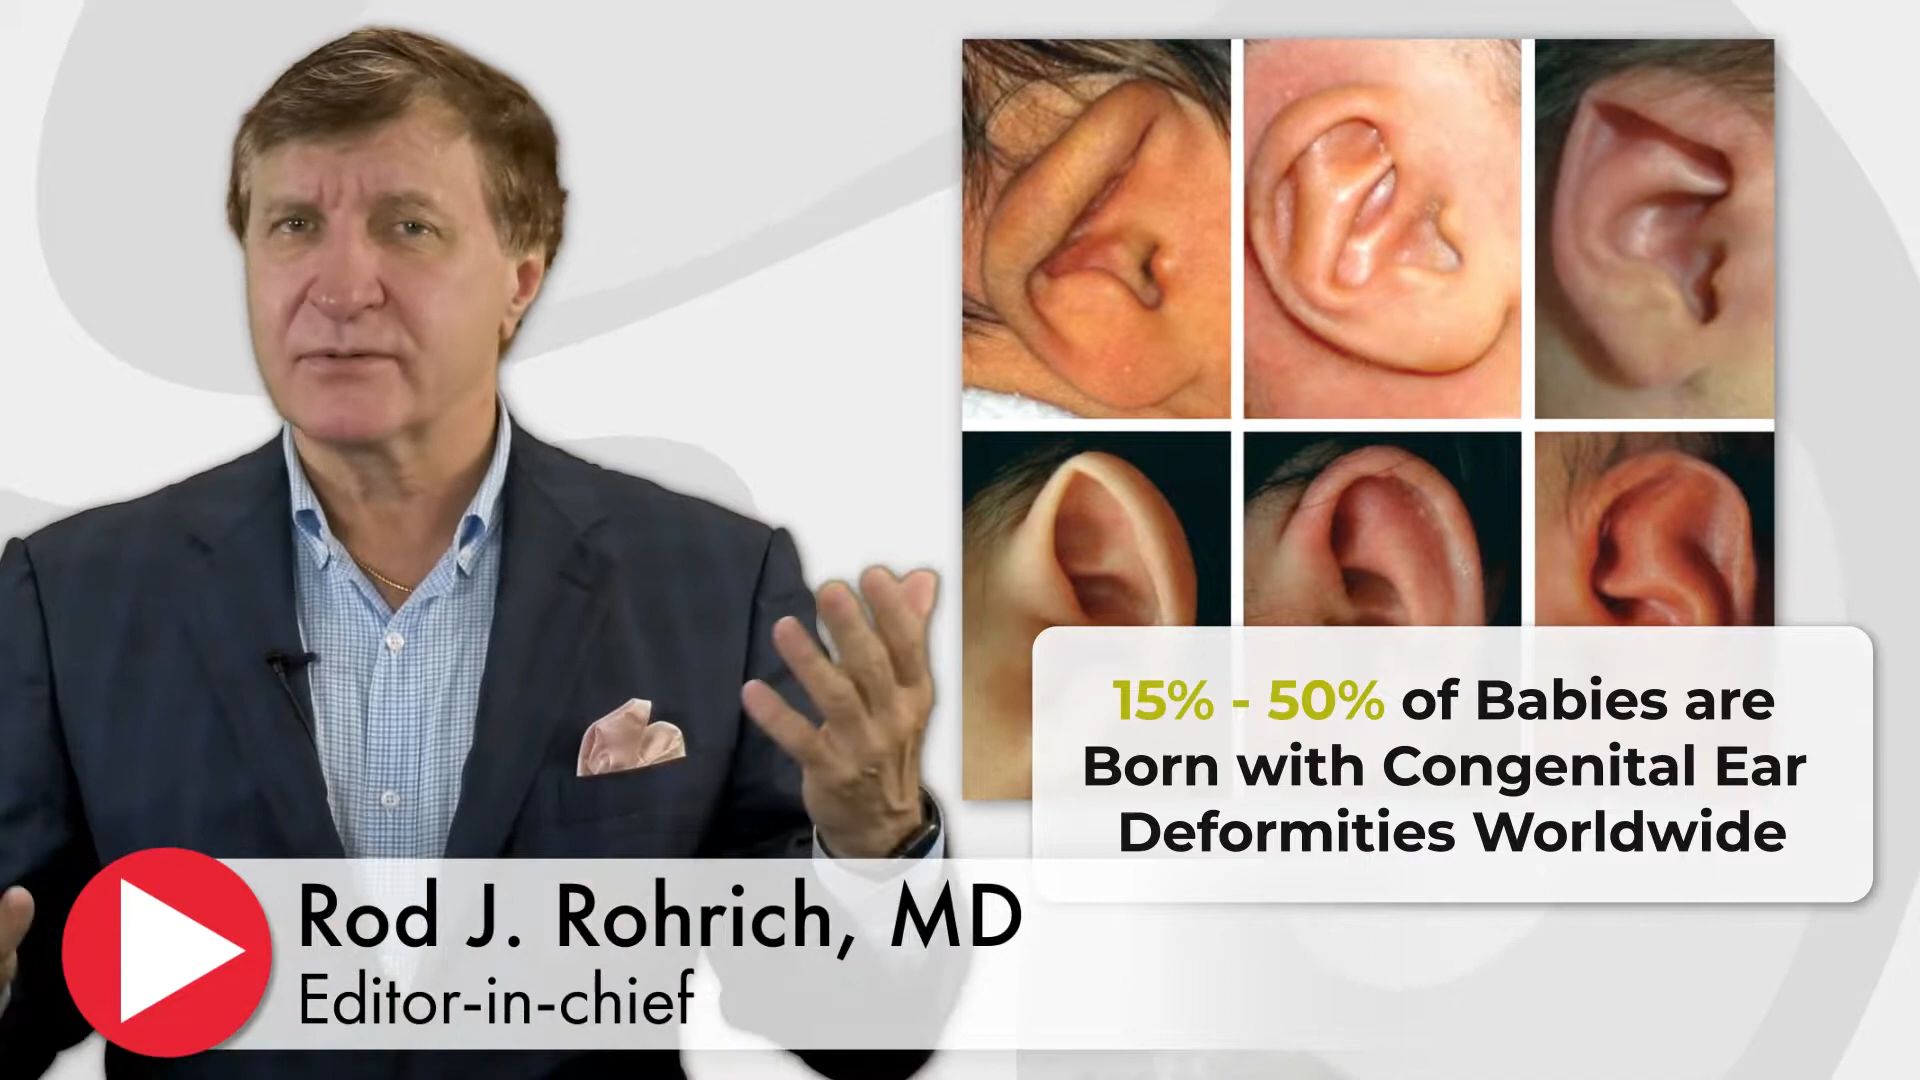 15% - 50% of Babies are
Born with Congenital Ear
Deformities Worldwide
Rod J. Rohrich, MD
Editor-in-chief